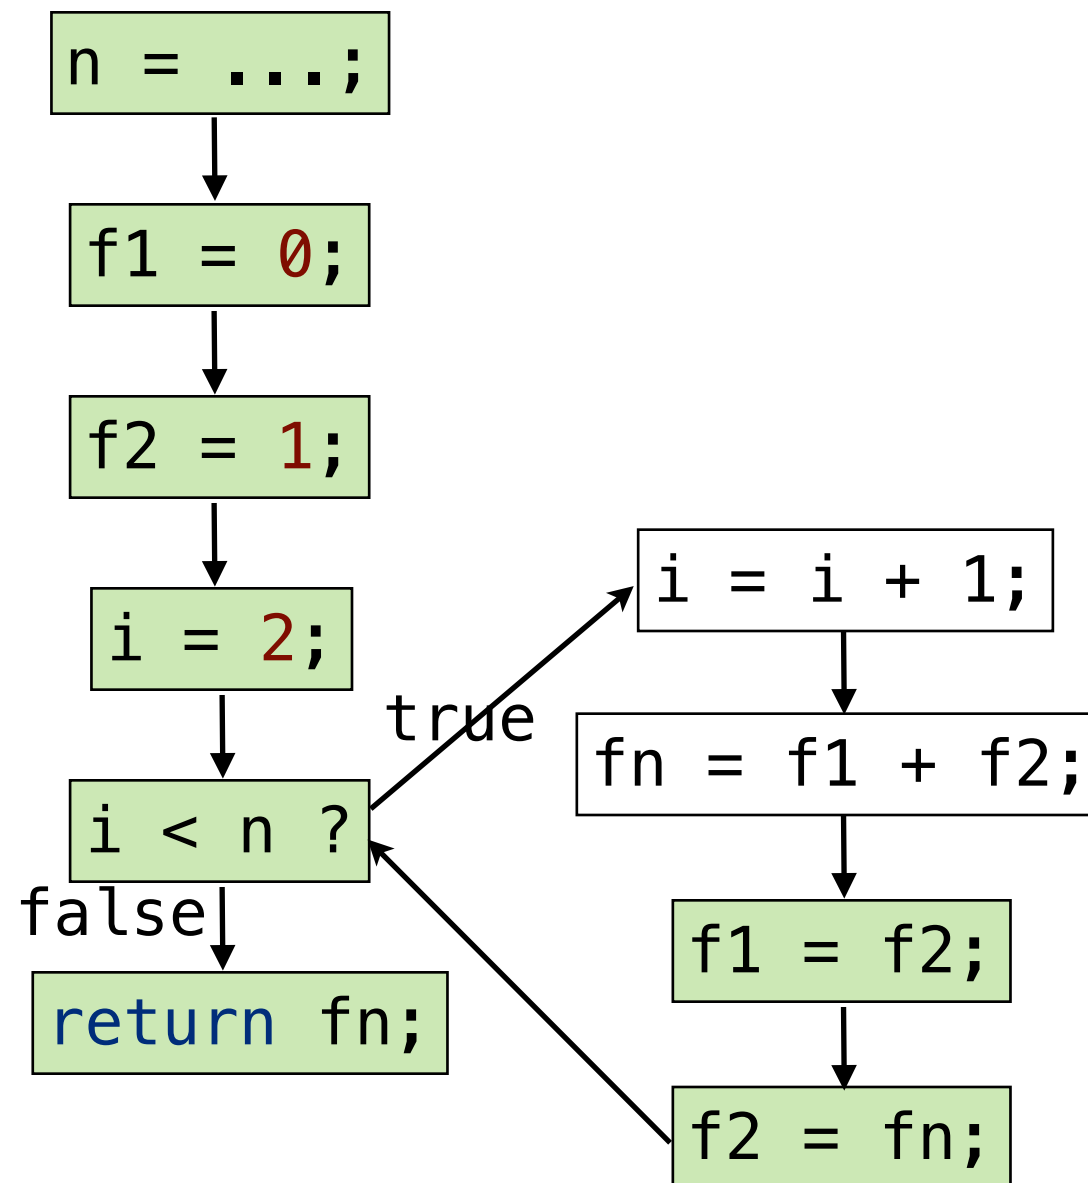 n = ...;
f1 = 0;
f2 = 1;
i = 2;
i < n ?
false
return fn;
true
i = i + 1;
fn = f1 + f2;
f1 = f2;
f2 = fn;